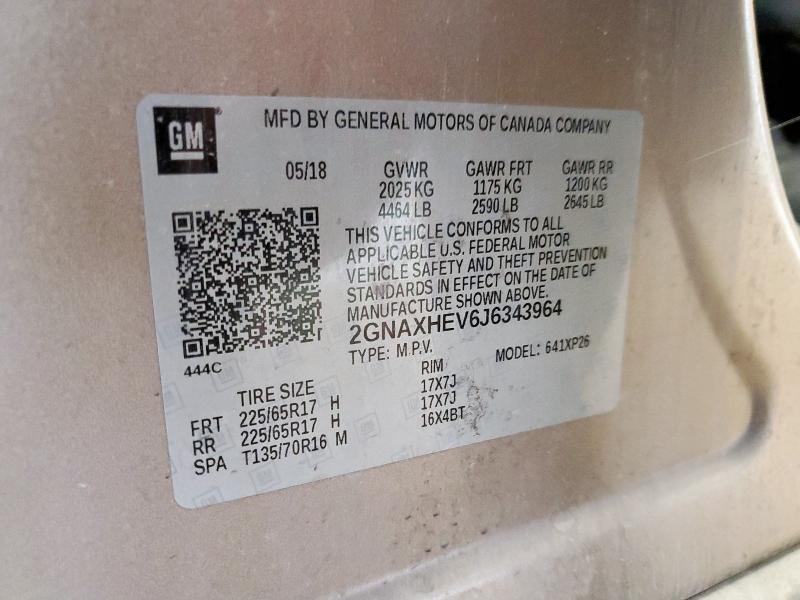 GM
MFD BY GENERAL MOTORS OF CANADA COMPANY
05/18 GVWR GAWR FRT GAWR RR
2025 KG 1175 KG 1200 KG
4464 LB 2590 LB 2645 LB
THIS VEHICLE CONFORMS TO ALL
APPLICABLE U.S. FEDERAL MOTOR
VEHICLE SAFETY AND THEFT PREVENTION
STANDARDS IN EFFECT ON THE DATE OF
MANUFACTURE SHOWN ABOVE.
2GNAXHEV6J6343964
TYPE: M.P.V. MODEL: 641XP26
444C
TIRE SIZE RIM
FRT 225/65R17 H 17X7J
RR 225/65R17 H 17X7J
SPA T135/70R16 M 16X4BT